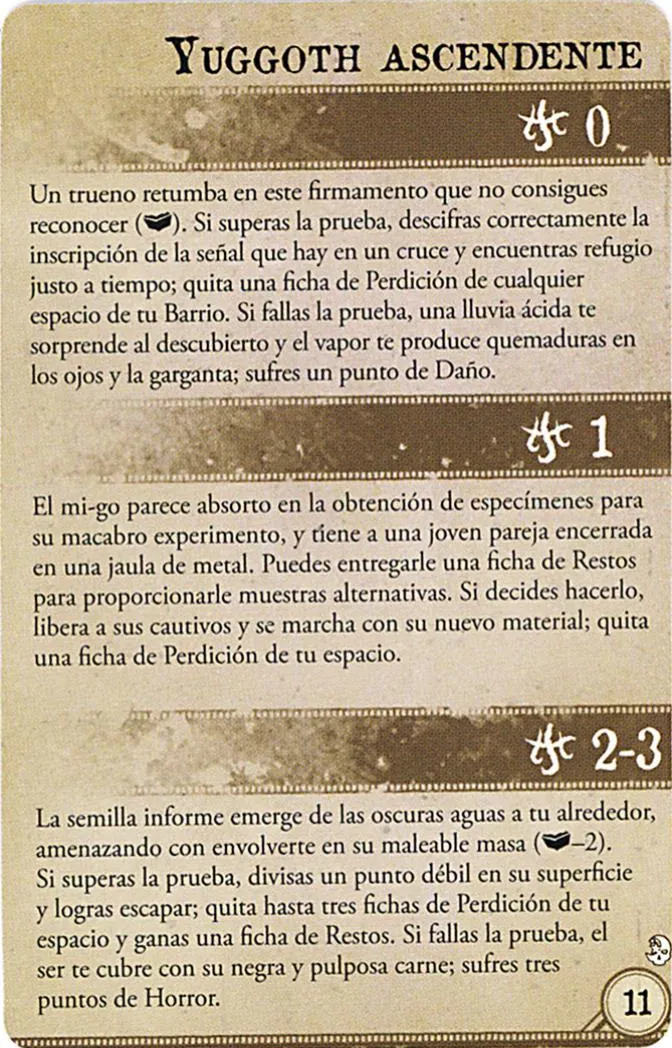 YUGGOTH ASCENDENTE
0
Un trueno retumba en este firmamento que no consigues
reconocer ( ). Si superas la prueba, descifras correctamente la
inscripción de la señal que hay en un cruce y encuentras refugio
justo a tiempo; quita una ficha de Perdición de cualquier
espacio de tu Barrio. Si fallas la prueba, una lluvia ácida te
sorprende al descubierto y el vapor te produce quemaduras en
los ojos y la garganta; sufres un punto de Daño.
1
El mi-go parece absorto en la obtención de especímenes para
su macabro experimento, y tiene a una joven pareja encerrada
en una jaula de metal. Puedes entregarle una ficha de Restos
para proporcionarle muestras alternativas. Si decides hacerlo,
libera a sus cautivos y se marcha con su nuevo material; quita
una ficha de Perdición de tu espacio.
2-3
La semilla informe emerge de las oscuras aguas a tu alrededor,
amenazando con envolverte en su maleable masa ( –2).
Si superas la prueba, divisas un punto débil en su superficie
y logras escapar; quita hasta tres fichas de Perdición de tu
espacio y ganas una ficha de Restos. Si fallas la prueba, el
ser te cubre con su negra y pulposa carne; sufres tres
puntos de Horror.
11